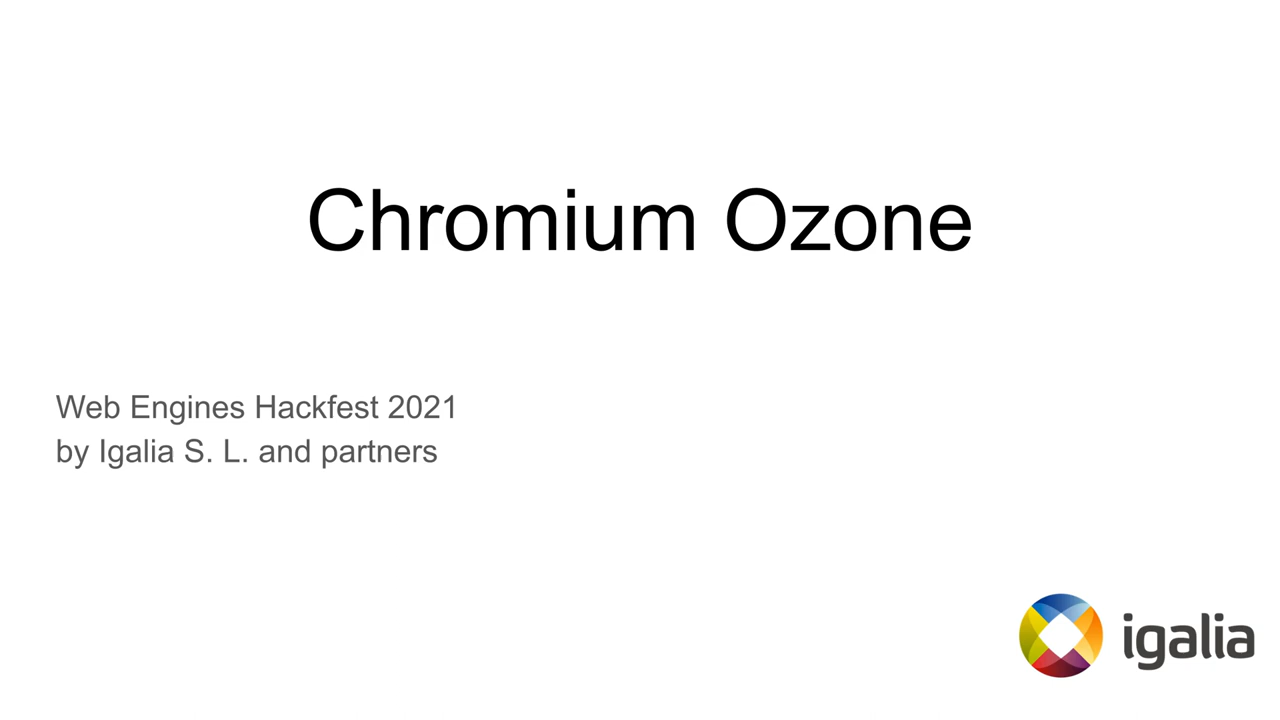 Chromium Ozone
Web Engines Hackfest 2021
by Igalia S. L. and partners
igalia